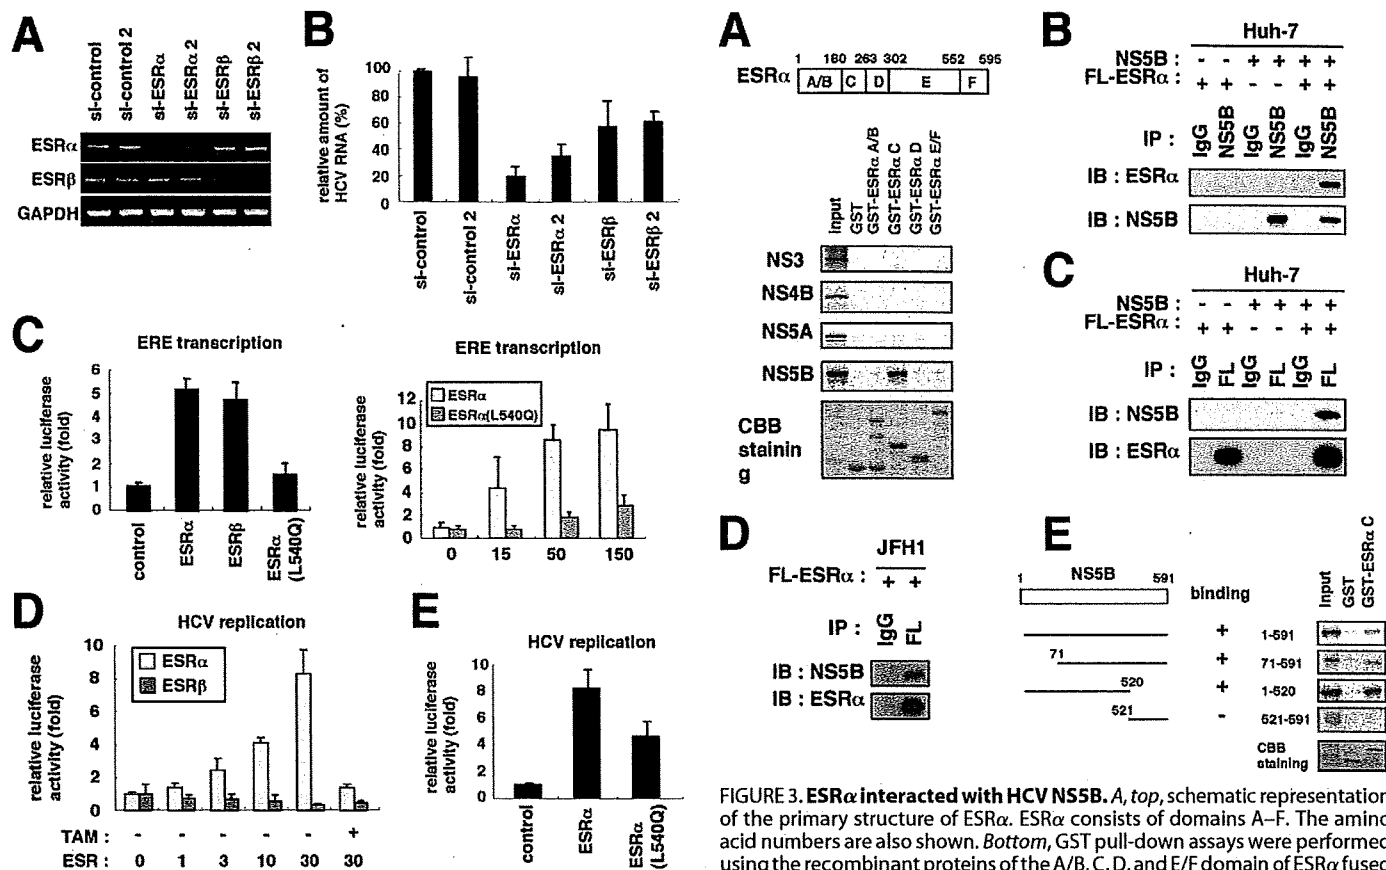 A
si-control
si-control 2
si-ESRα
si-ESRα 2
si-ESRβ
si-ESRβ 2
ESRα
ESRβ
GAPDH
B
relative amount of
HCV RNA (%)
100
80
60
40
20
0
si-control
si-control 2
si-ESRα
si-ESRα 2
si-ESRβ
si-ESRβ 2
C
ERE transcription
relative luciferase
activity (fold)
6
5
4
3
2
1
0
control
ESRα
ESRβ
ESRα
(L540Q)
ERE transcription
relative luciferase
activity (fold)
ESRα
ESRα(L540Q)
12
10
8
6
4
2
0
0 15 50 150
D
HCV replication
relative luciferase
activity (fold)
ESRα
ESRβ
10
8
6
4
2
0
TAM : - - - - - +
ESR : 0 1 3 10 30 30
E
HCV replication
relative luciferase
activity (fold)
10
8
6
4
2
0
control
ESRα
ESRα
(L540Q)
A
1 180 263 302 552 595
ESRα A/B C D E F
Input
GST
GST-ESRα A/B
GST-ESRα C
GST-ESRα D
GST-ESRα E/F
NS3
NS4B
NS5A
NS5B
CBB
stainin
g
B
Huh-7
NS5B : - - + + + +
FL-ESRα : + + - - + +
IP : IgG NS5B IgG NS5B IgG NS5B
IB : ESRα
IB : NS5B
C
Huh-7
NS5B : - - + + + +
FL-ESRα : + + - - + +
IP : IgG FL IgG FL IgG FL
IB : NS5B
IB : ESRα
D
JFH1
FL-ESRα : + +
IP : IgG FL
IB : NS5B
IB : ESRα
E
1 NS5B 591
binding
Input
GST
GST-ESRα C
+ 1-591
71 + 71-591
520 + 1-520
521 - 521-591
CBB
staining
FIGURE 3. ESRα interacted with HCV NS5B. A, top, schematic representation
of the primary structure of ESRα. ESRα consists of domains A–F. The amino
acid numbers are also shown. Bottom, GST pull-down assays were performed
using the recombinant proteins of the A/B, C, D, and E/F domain of ESRα fused